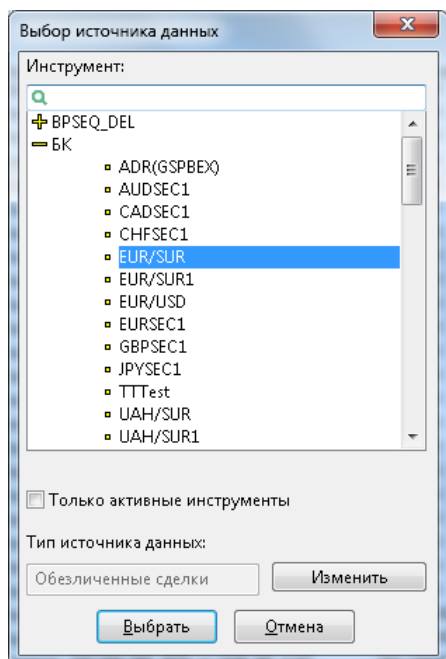 Выбор источника данных
Инструмент:
BPSEQ_DEL
БК
ADR(GSPBEX)
AUDSEC1
CADSEC1
CHFSEC1
EUR/SUR
EUR/SUR1
EUR/USD
EURSEC1
GBPSEC1
JPYSEC1
TTTest
UAH/SUR
UAH/SUR1
Только активные инструменты
Тип источника данных:
Обезличенные сделки
Изменить
Выбрать
Отмена